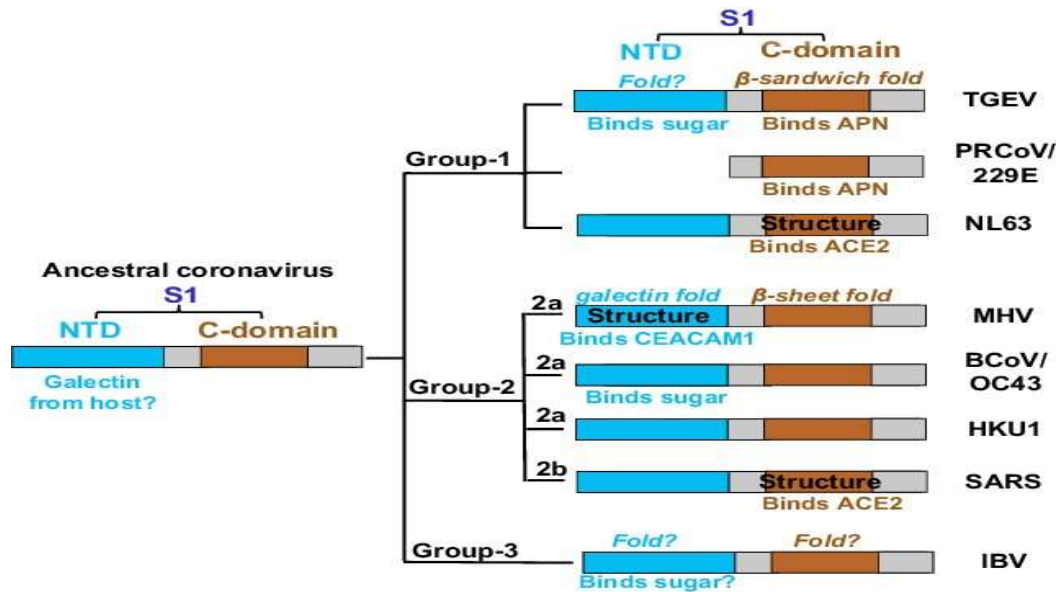 S1
NTD C-domain
Fold? β-sandwich fold
TGEV
Binds sugar Binds APN
Group-1
PRCoV/
229E
Binds APN
Structure
NL63
Binds ACE2
Ancestral coronavirus
S1
NTD C-domain
Galectin
from host?
galectin fold β-sheet fold
2a
Structure
MHV
Binds CEACAM1
2a
BCoV/
OC43
Group-2
Binds sugar
2a
HKU1
2b
Structure
SARS
Binds ACE2
Group-3
Fold? Fold?
IBV
Binds sugar?